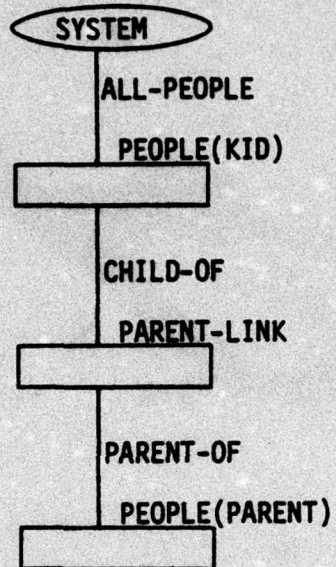 SYSTEM
ALL-PEOPLE
PEOPLE(KID)
CHILD-OF
PARENT-LINK
PARENT-OF
PEOPLE(PARENT)